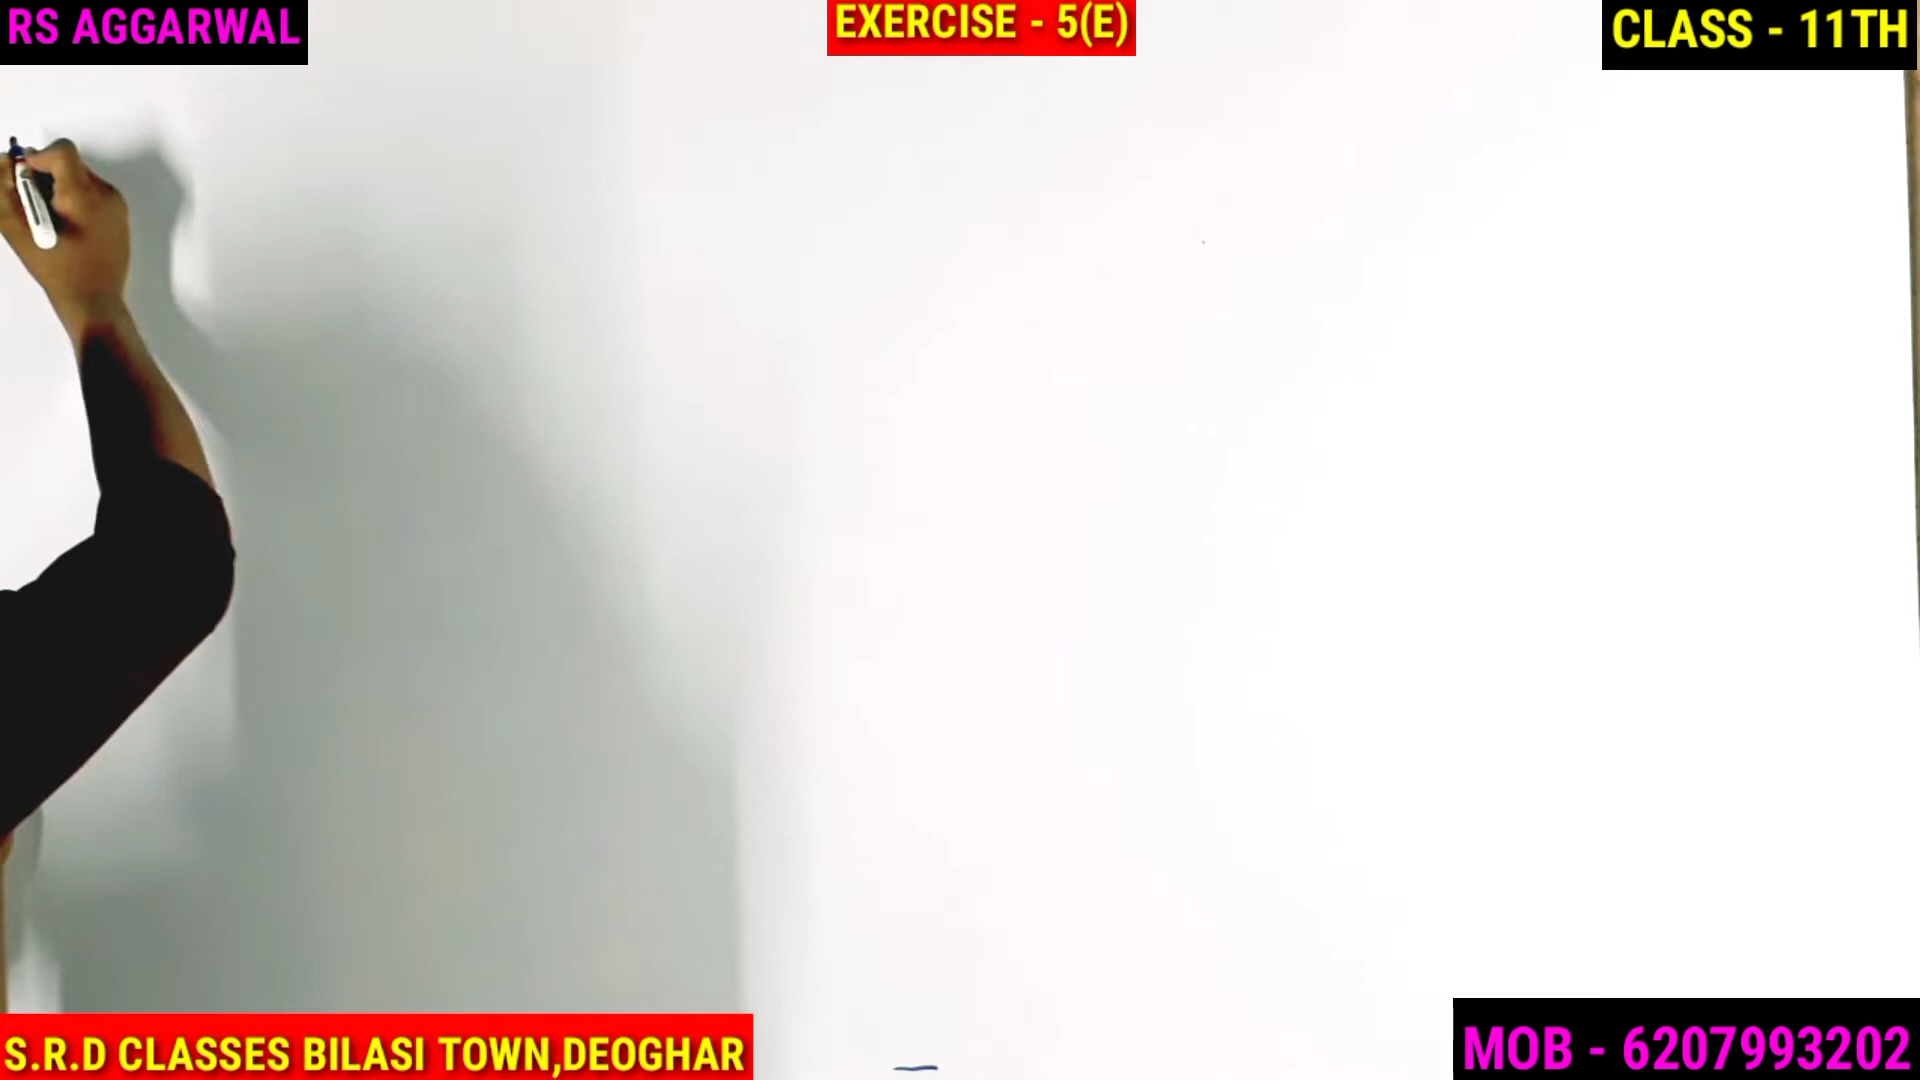 RS AGGARWAL
EXERCISE - 5(E)
CLASS - 11TH
S.R.D CLASSES BILASI TOWN,DEOGHAR
MOB - 6207993202